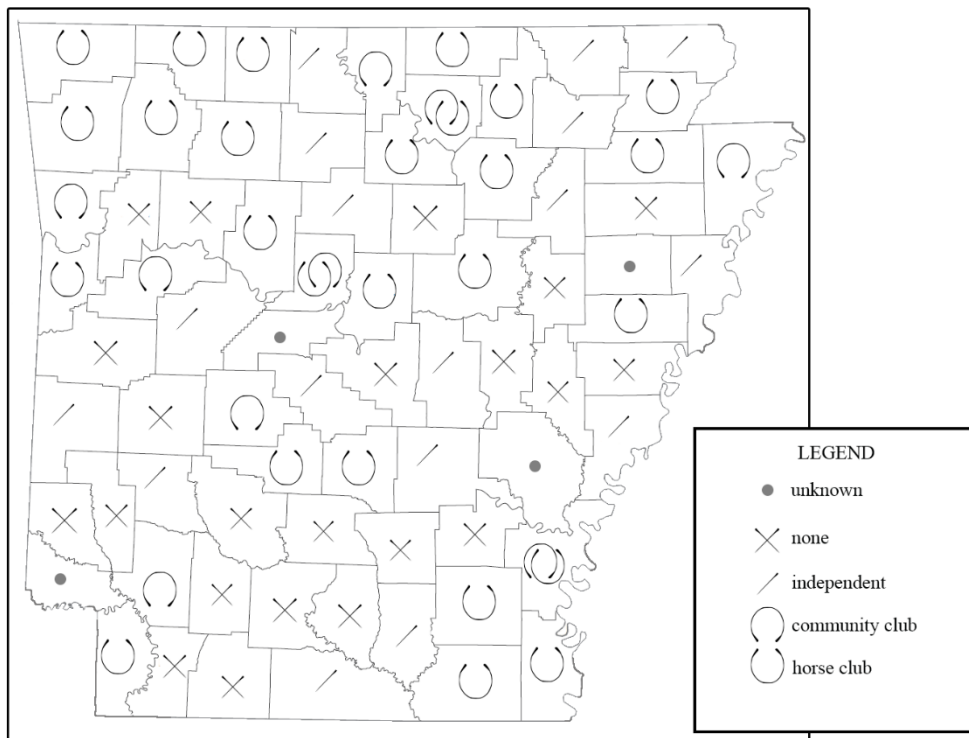 LEGEND
unknown
none
independent
community club
horse club